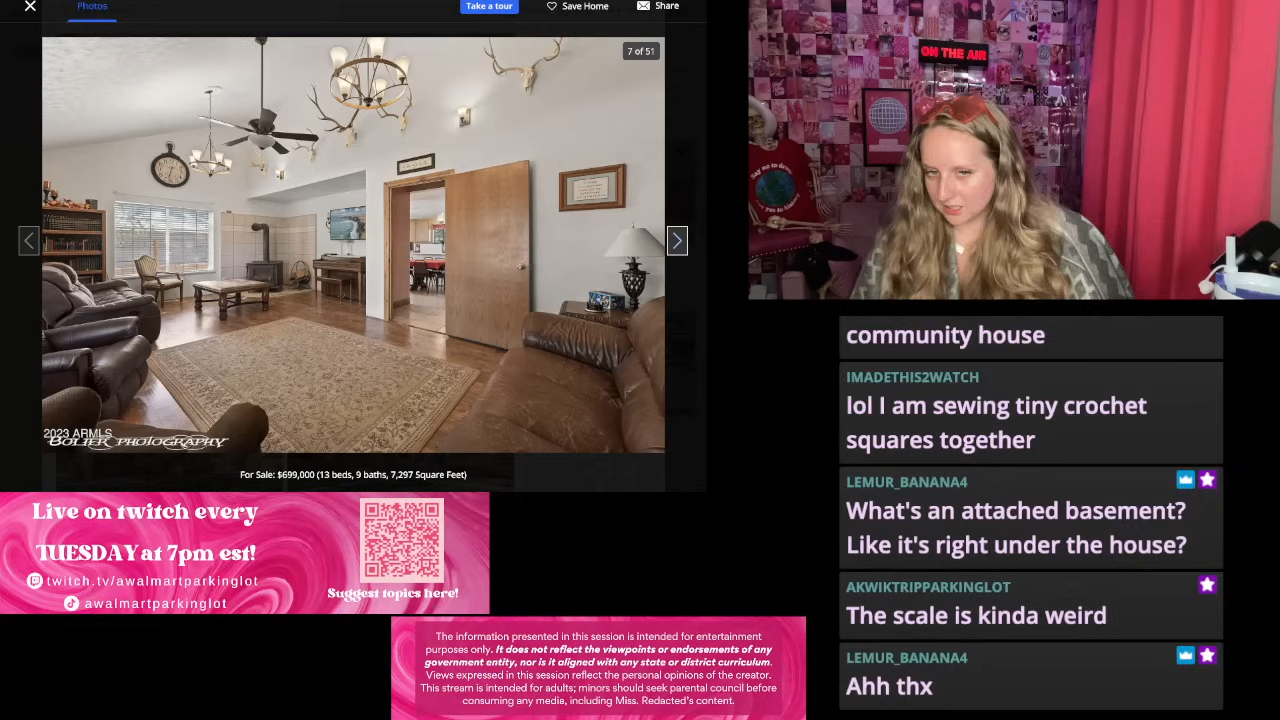 Photos
Take a tour
Save Home
Share
7 of 51
2023 ARMLS
BOLIER PHOTOGRAPHY
For Sale: $699,000 (13 beds, 9 baths, 7,297 Square Feet)
ON THE AIR
Say no to drugs
community house
IMADETHIS2WATCH
lol I am sewing tiny crochet
squares together
LEMUR_BANANA4
What's an attached basement?
Like it's right under the house?
AKWIKTRIPPARKINGLOT
The scale is kinda weird
LEMUR_BANANA4
Ahh thx
Live on twitch every
TUESDAY at 7pm est!
twitch.tv/awalmartparkinglot
awalmartparkinglot
Suggest topics here!
The information presented in this session is intended for entertainment
purposes only. It does not reflect the viewpoints or endorsements of any
government entity, nor is it aligned with any state or district curriculum.
Views expressed in this session reflect the personal opinions of the creator.
This stream is intended for adults; minors should seek parental council before
consuming any media, including Miss. Redacted's content.